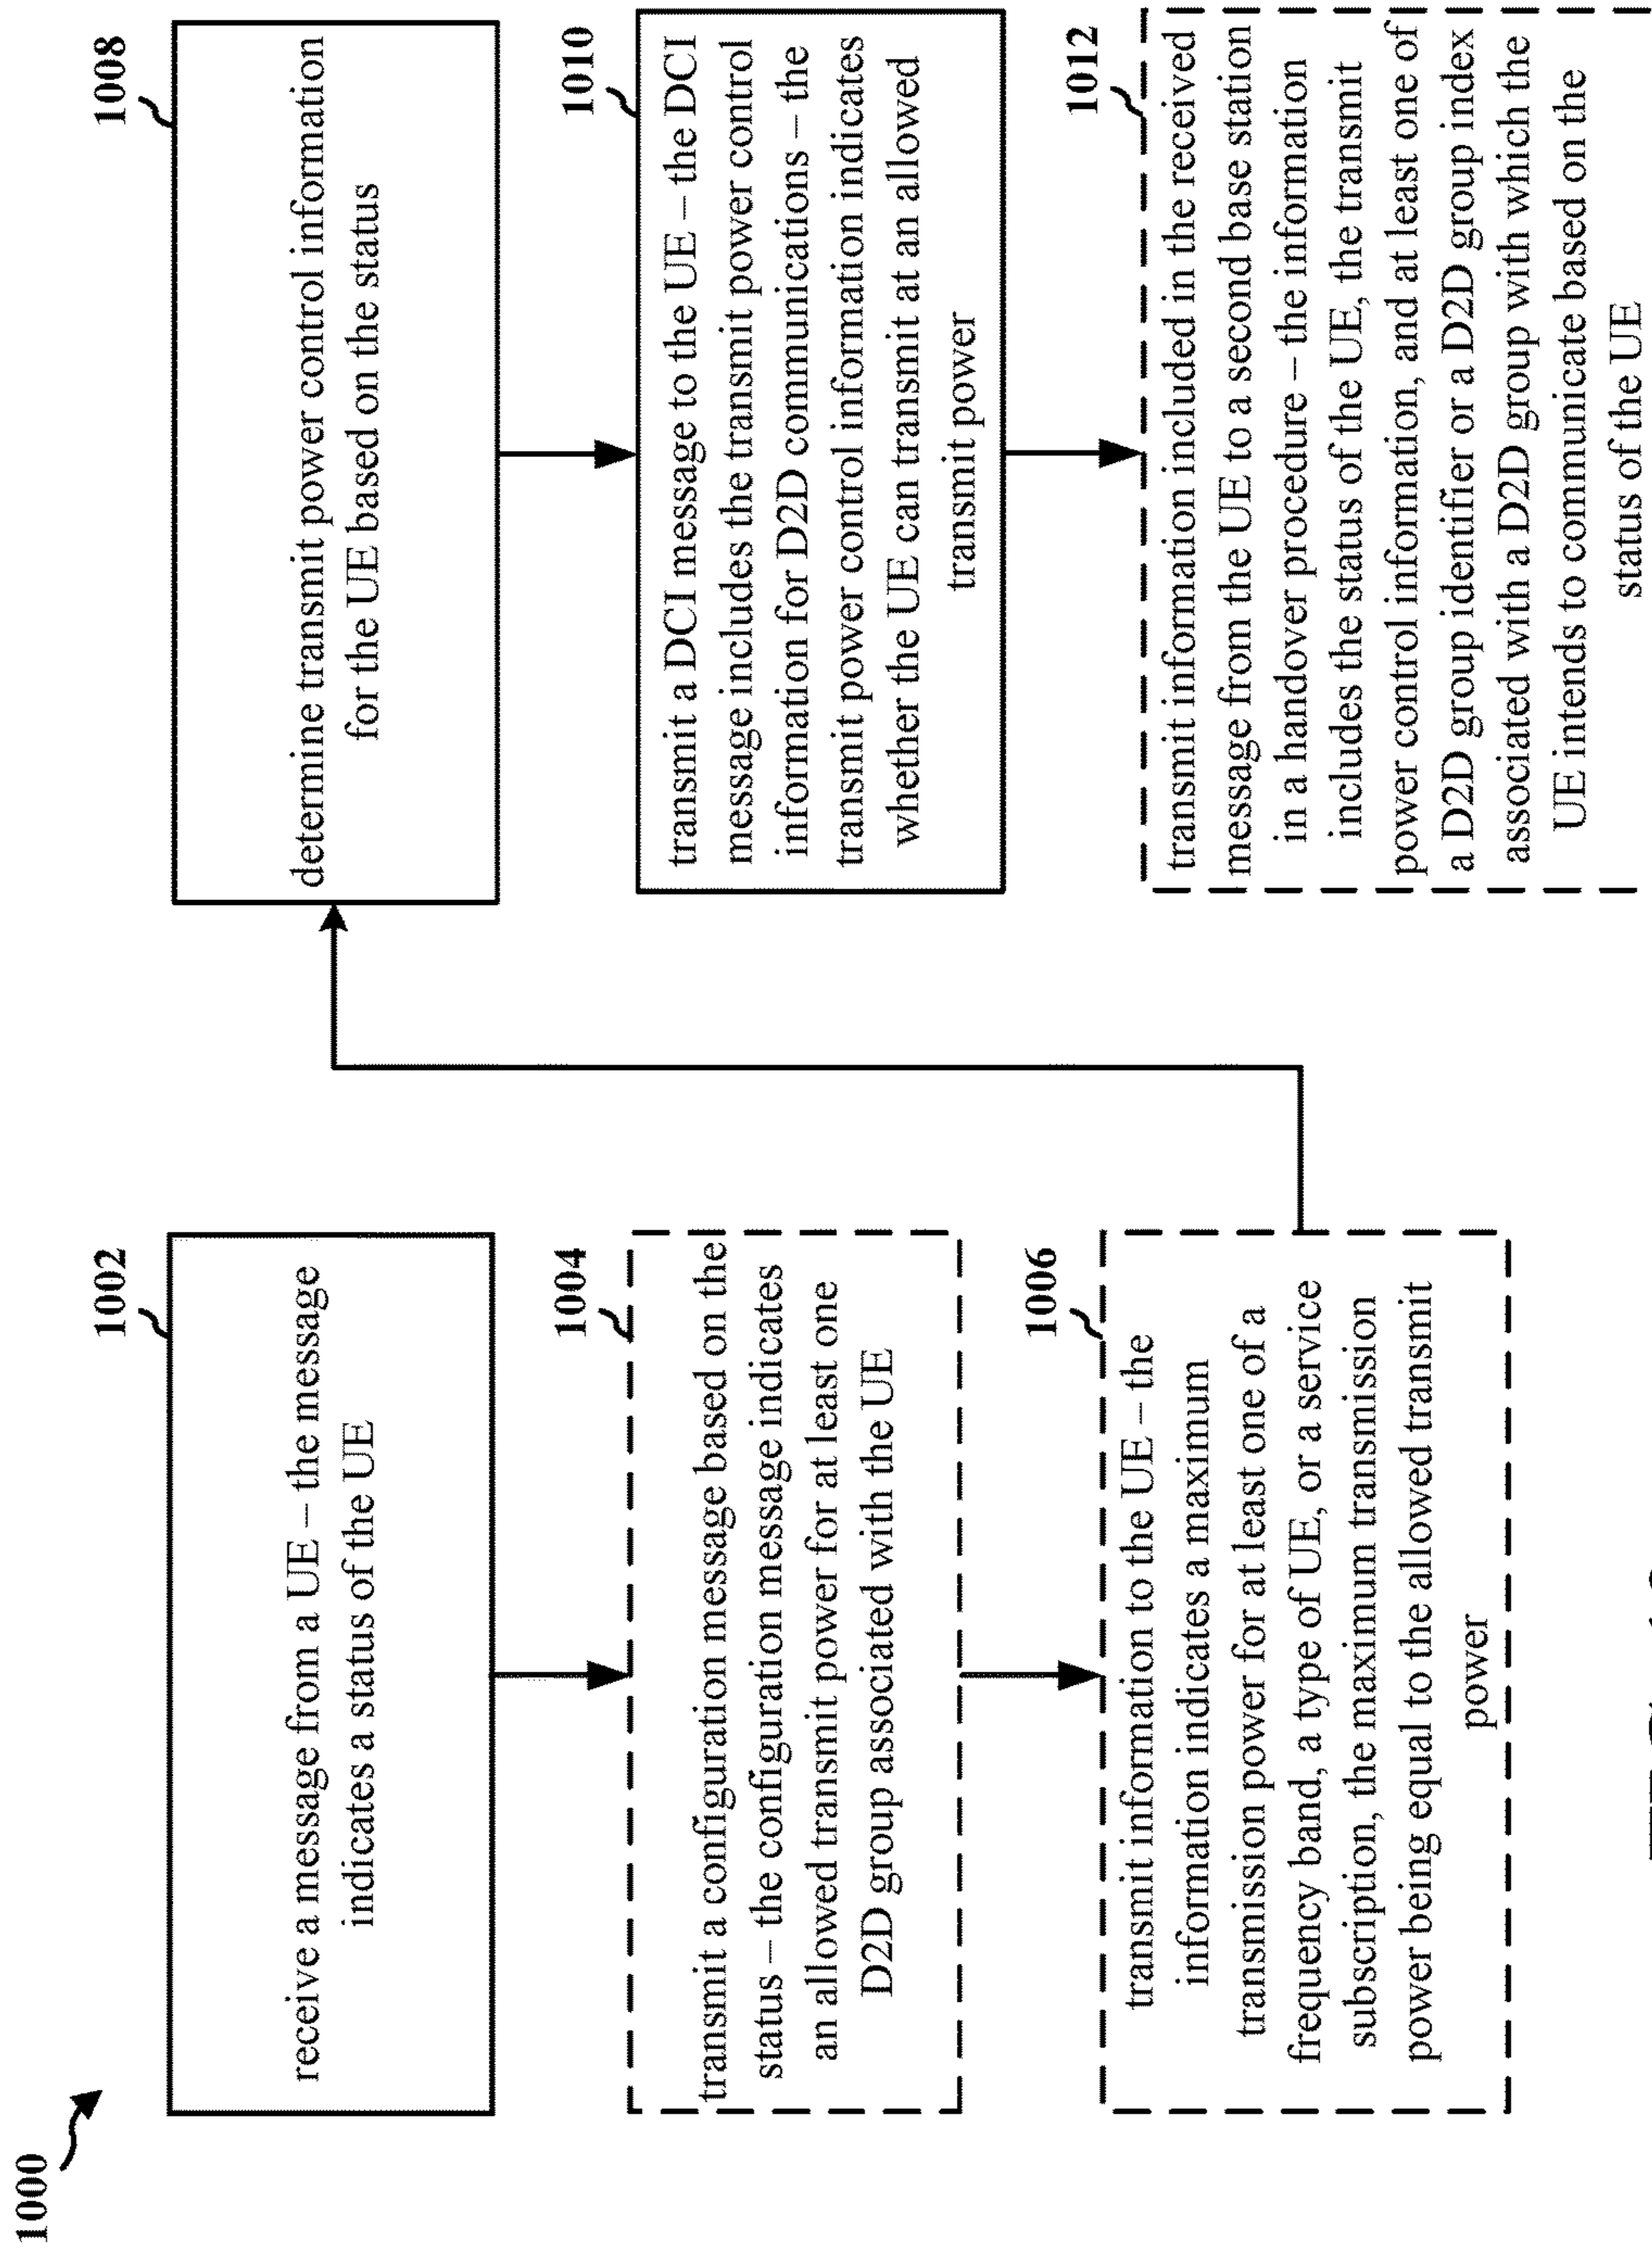 1000
1002
receive a message from a UE – the message
indicates a status of the UE
1004
transmit a configuration message based on the
status – the configuration message indicates
an allowed transmit power for at least one
D2D group associated with the UE
1006
transmit information to the UE – the
information indicates a maximum
transmission power for at least one of a
frequency band, a type of UE, or a service
subscription, the maximum transmission
power being equal to the allowed transmit
power
1008
determine transmit power control information
for the UE based on the status
1010
transmit a DCI message to the UE – the DCI
message includes the transmit power control
information for D2D communications – the
transmit power control information indicates
whether the UE can transmit at an allowed
transmit power
1012
transmit information included in the received
message from the UE to a second base station
in a handover procedure – the information
includes the status of the UE, the transmit
power control information, and at least one of
a D2D group identifier or a D2D group index
associated with a D2D group with which the
UE intends to communicate based on the
status of the UE